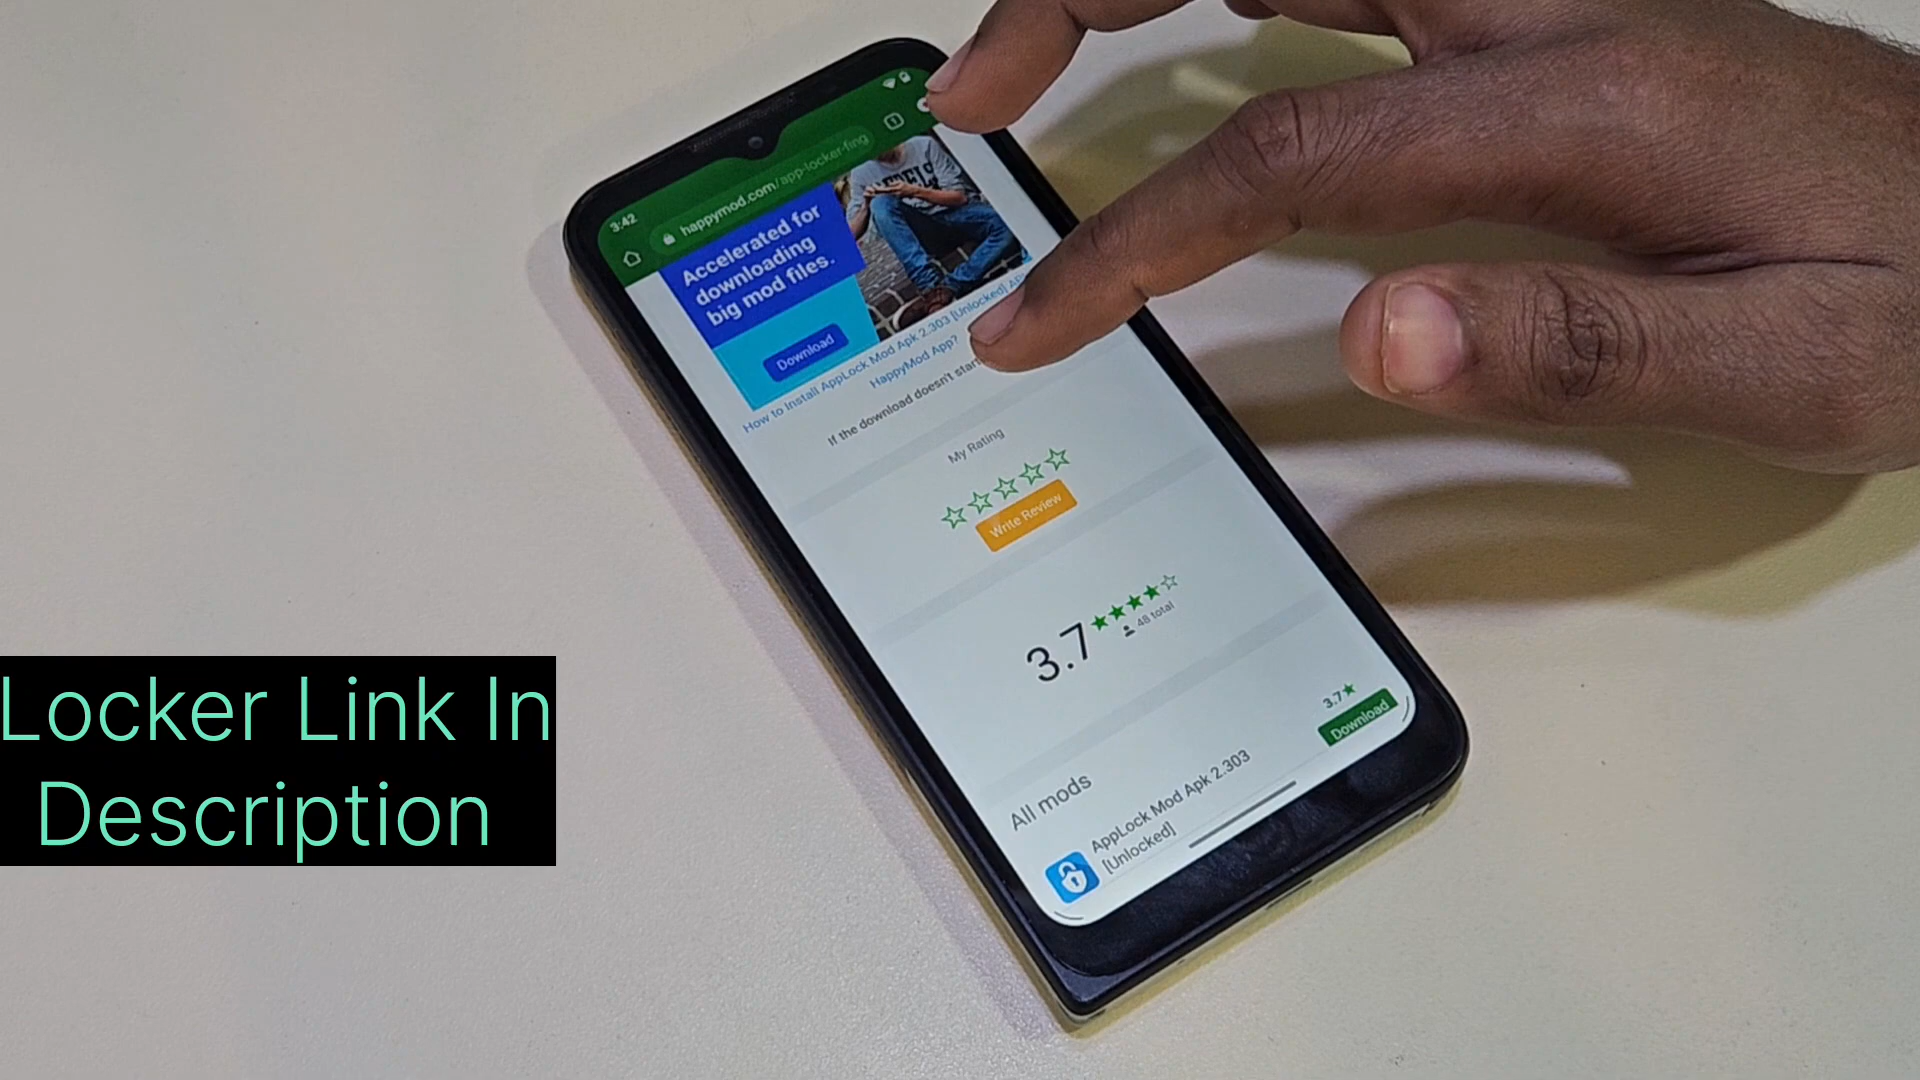 3:42
1
happymod.com/app-locker-fing
Accelerated for
downloading
big mod files.
Download
How to Install AppLock Mod Apk 2.303 [Unlocked]
HappyMod App?
If the download doesn't start
My Rating
Write Review
3.7
48 total
All mods
AppLock Mod Apk 2.303
[Unlocked]
3.7
Download
Locker Link In
Description